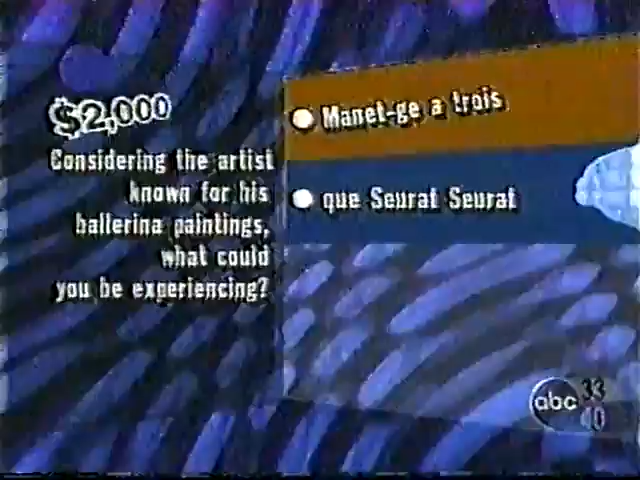 $2,000
Considering the artist
known for his
ballerina paintings,
what could
you be experiencing?
Manet-ge a trois
que Seurat Seurat
abc 33
40